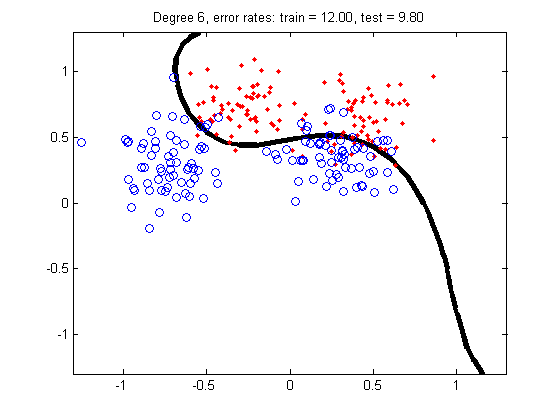 Degree 6, error rates: train = 12.00, test = 9.80
1
0.5
0
-0.5
-1
-1 -0.5 0 0.5 1